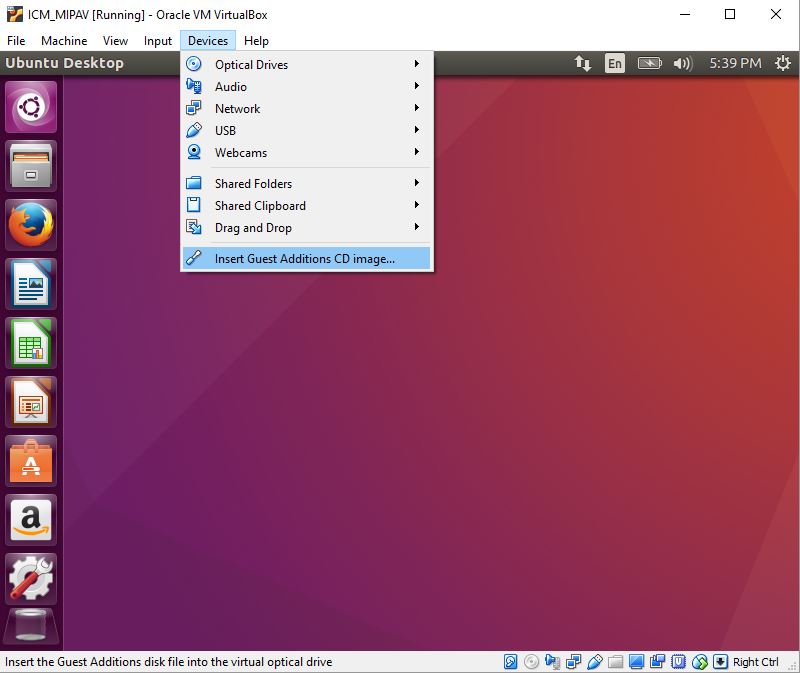 ICM_MIPAV [Running] - Oracle VM VirtualBox
File Machine View Input Devices Help
Ubuntu Desktop En 5:39 PM
Optical Drives
Audio
Network
USB
Webcams
Shared Folders
Shared Clipboard
Drag and Drop
Insert Guest Additions CD image...
a
Insert the Guest Additions disk file into the virtual optical drive Right Ctrl